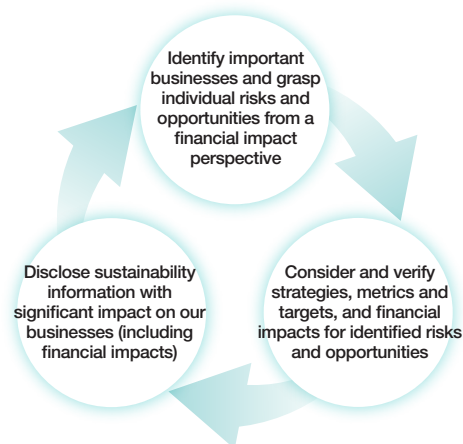 Identify important
businesses and grasp
individual risks and
opportunities from a
financial impact
perspective
Consider and verify
strategies, metrics and
targets, and financial
impacts for identified risks
and opportunities
Disclose sustainability
information with
significant impact on our
businesses (including
financial impacts)